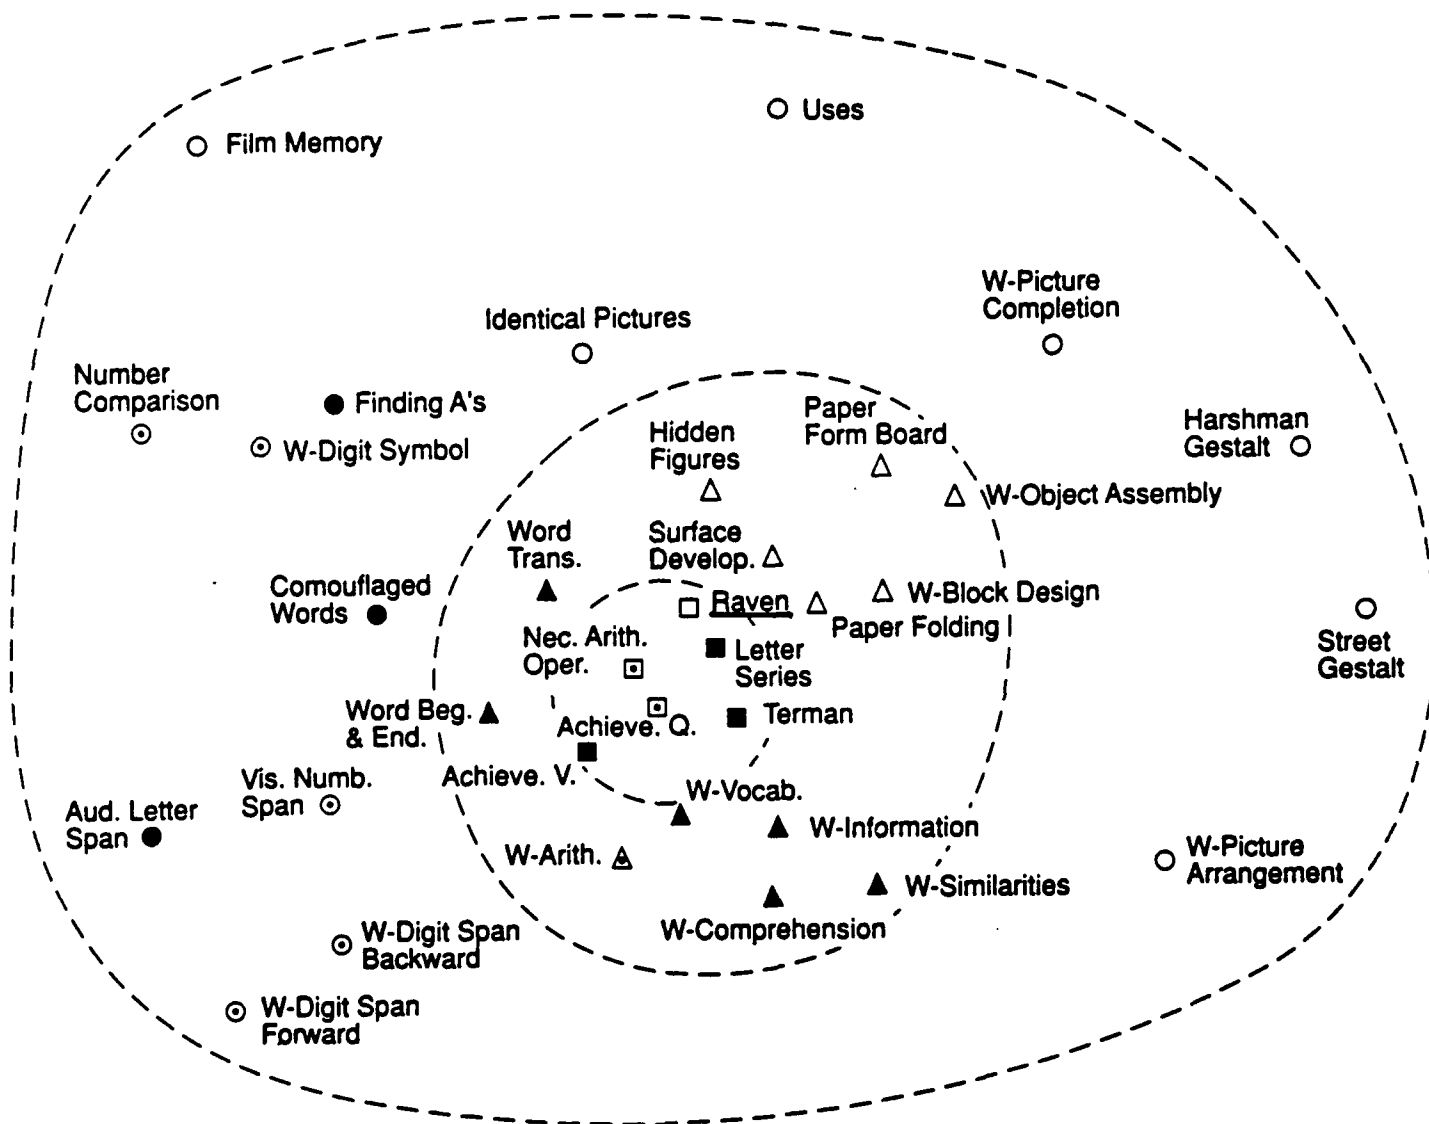 Uses
Film Memory
W-Picture
Completion
Identical Pictures
Number
Comparison
Finding A's
Paper
Form Board
Harshman
Gestalt
Hidden
Figures
W-Digit Symbol
W-Object Assembly
Word
Trans.
Surface
Develop.
Comouflaged
Words
Raven
W-Block Design
Paper Folding
Nec. Arith.
Oper.
Letter
Series
Street
Gestalt
Word Beg.
& End.
Achieve. Q.
Terman
Achieve. V.
Vis. Numb.
Span
W-Vocab.
Aud. Letter
Span
W-Information
W-Arith.
W-Picture
Arrangement
W-Similarities
W-Comprehension
W-Digit Span
Backward
W-Digit Span
Forward